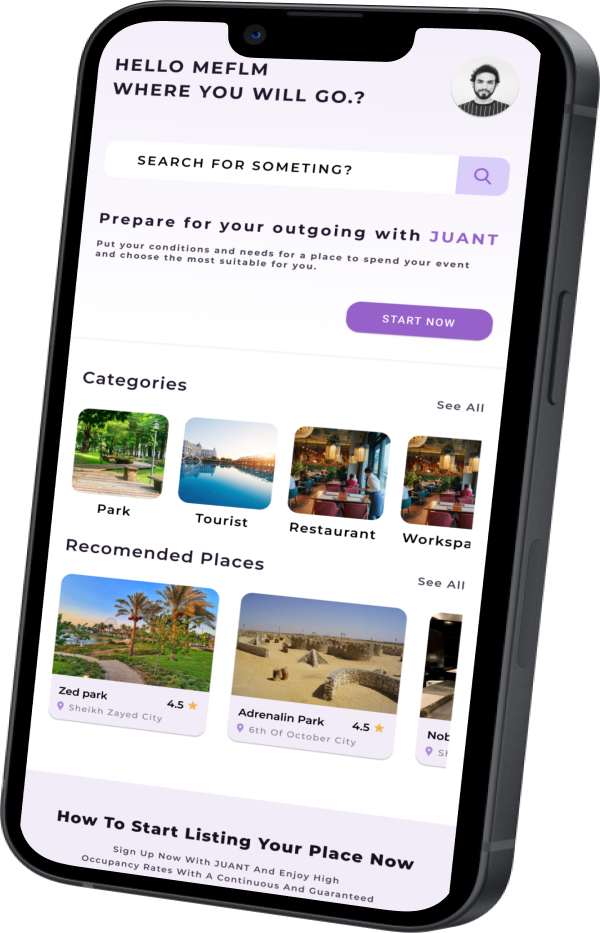 HELLO MEFLM
WHERE YOU WILL GO.?
SEARCH FOR SOMETING?
Prepare for your outgoing with JUANT
Put your conditions and needs for a place to spend your event
and choose the most suitable for you.
START NOW
Categories
See All
Park
Tourist
Restaurant
Workspa
Recomended Places
See All
Zed park
4.5
Sheikh Zayed City
Adrenalin Park
4.5
6th Of October City
Nob
Sh
How To Start Listing Your Place Now
Sign Up Now With JUANT And Enjoy High
Occupancy Rates With A Continuous And Guaranteed